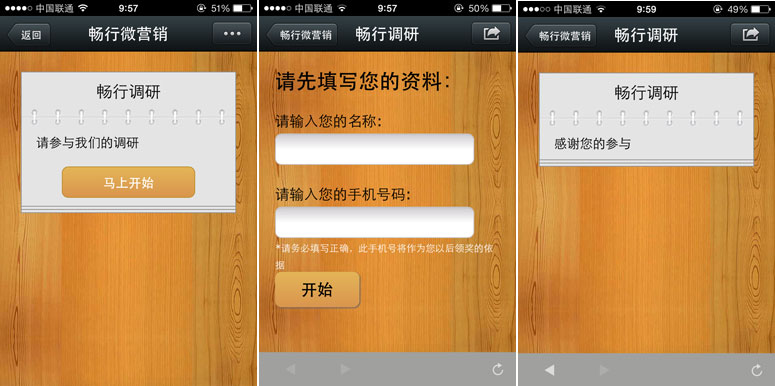 中国联通 9:57 51%
返回 畅行微营销
畅行调研
请参与我们的调研
马上开始
中国联通 9:57 50%
畅行微营销 畅行调研
请先填写您的资料：
请输入您的名称：
请输入您的手机号码：
*请务必填写正确，此手机号将作为您以后领奖的依
据
开始
中国联通 9:59 49%
畅行微营销 畅行调研
畅行调研
感谢您的参与